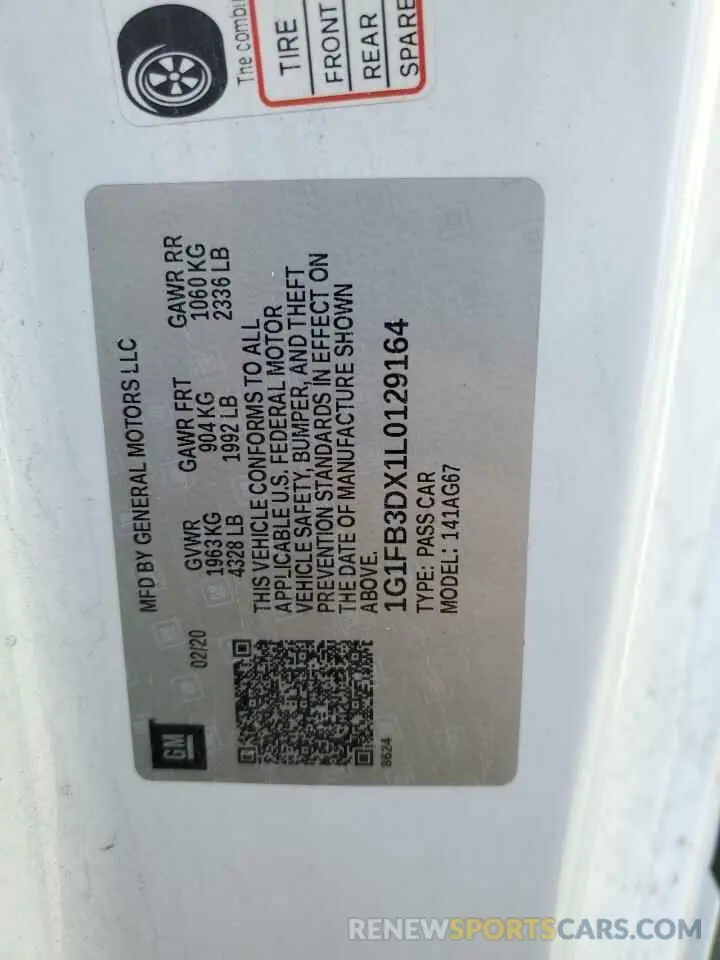 The combi
TIRE
FRONT
REAR
SPARE
MFD BY GENERAL MOTORS LLC
02/20
GVWR GAWR FRT GAWR RR
1963 KG 904 KG 1060 KG
4328 LB 1992 LB 2336 LB
THIS VEHICLE CONFORMS TO ALL
APPLICABLE U.S. FEDERAL MOTOR
VEHICLE SAFETY, BUMPER, AND THEFT
PREVENTION STANDARDS IN EFFECT ON
THE DATE OF MANUFACTURE SHOWN
ABOVE.
1G1FB3DX1L0129164
TYPE: PASS CAR
MODEL: 141AG67
GM
8624
RENEWSPORTSCARS.COM